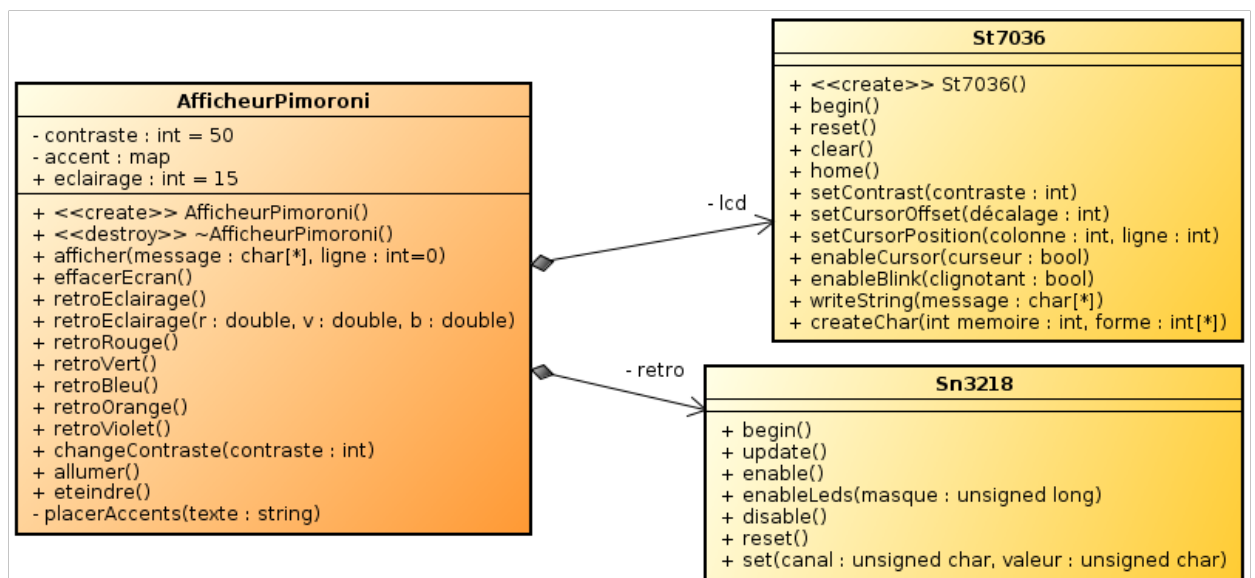 AfficheurPimoroni
- contraste : int = 50
- accent : map
+ eclairage : int = 15
+ <<create>> AfficheurPimoroni()
+ <<destroy>> ~AfficheurPimoroni()
+ afficher(message : char[*], ligne : int=0)
+ effacerEcran()
+ retroEclairage()
+ retroEclairage(r : double, v : double, b : double)
+ retroRouge()
+ retroVert()
+ retroBleu()
+ retroOrange()
+ retroViolet()
+ changeContraste(contraste : int)
+ allumer()
+ eteindre()
- placerAccents(texte : string)
- lcd
- retro
St7036
+ <<create>> St7036()
+ begin()
+ reset()
+ clear()
+ home()
+ setContrast(contraste : int)
+ setCursorOffset(décalage : int)
+ setCursorPosition(colonne : int, ligne : int)
+ enableCursor(curseur : bool)
+ enableBlink(clignotant : bool)
+ writeString(message : char[*])
+ createChar(int memoire : int, forme : int[*])
Sn3218
+ begin()
+ update()
+ enable()
+ enableLeds(masque : unsigned long)
+ disable()
+ reset()
+ set(canal : unsigned char, valeur : unsigned char)